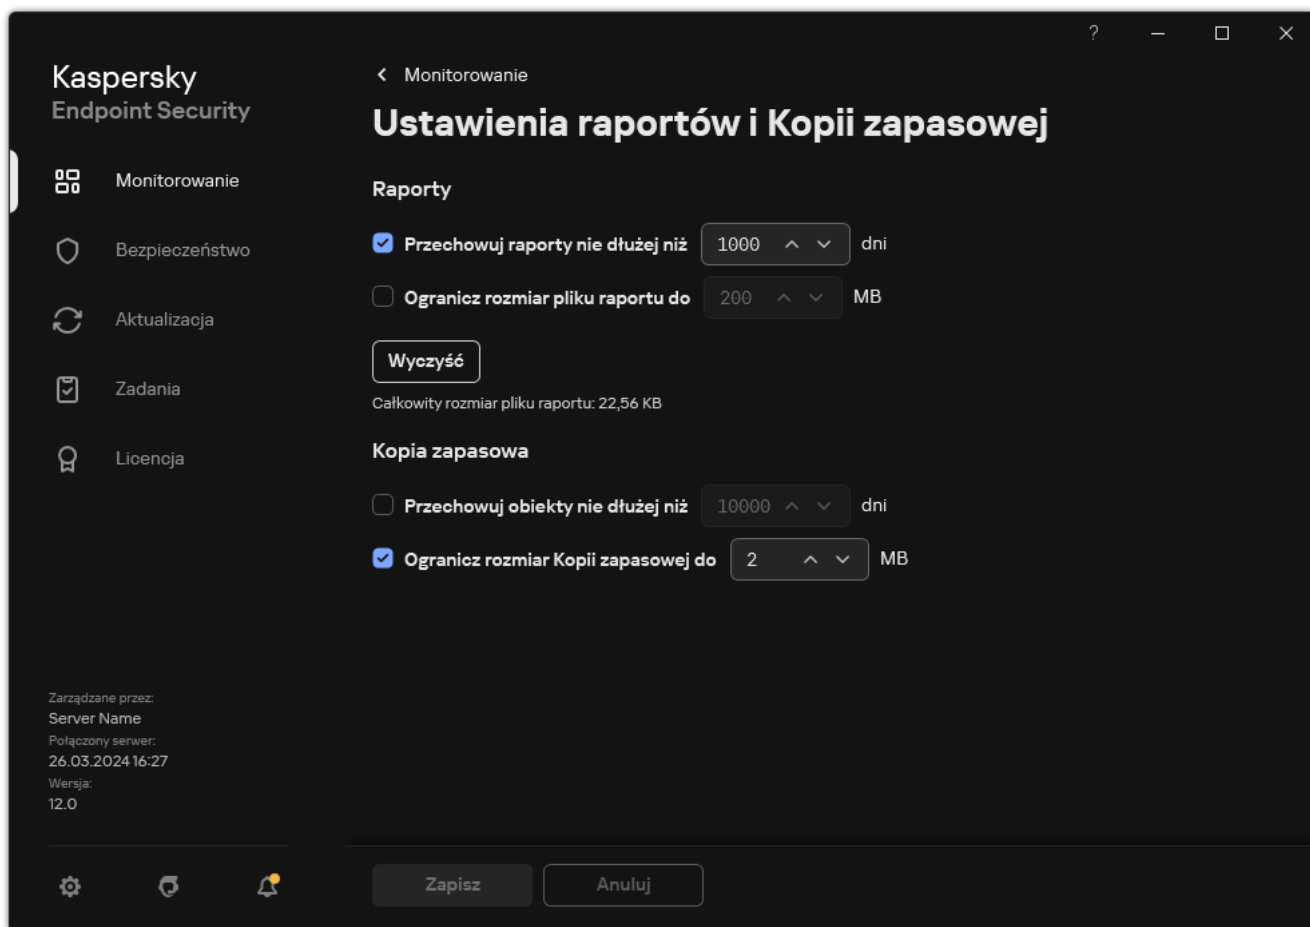 ?
Kaspersky
Endpoint Security
Monitorowanie
Bezpieczeństwo
Aktualizacja
Zadania
Licencja
Zarządzane przez:
Server Name
Połączony serwer:
26.03.2024 16:27
Wersja:
12.0
Monitorowanie
Ustawienia raportów i Kopii zapasowej
Raporty
Przechowuj raporty nie dłużej niż 1000 dni
Ogranicz rozmiar pliku raportu do 200 MB
Wyczyść
Całkowity rozmiar pliku raportu: 22,56 KB
Kopia zapasowa
Przechowuj obiekty nie dłużej niż 10000 dni
Ogranicz rozmiar Kopii zapasowej do 2 MB
Zapisz Anuluj